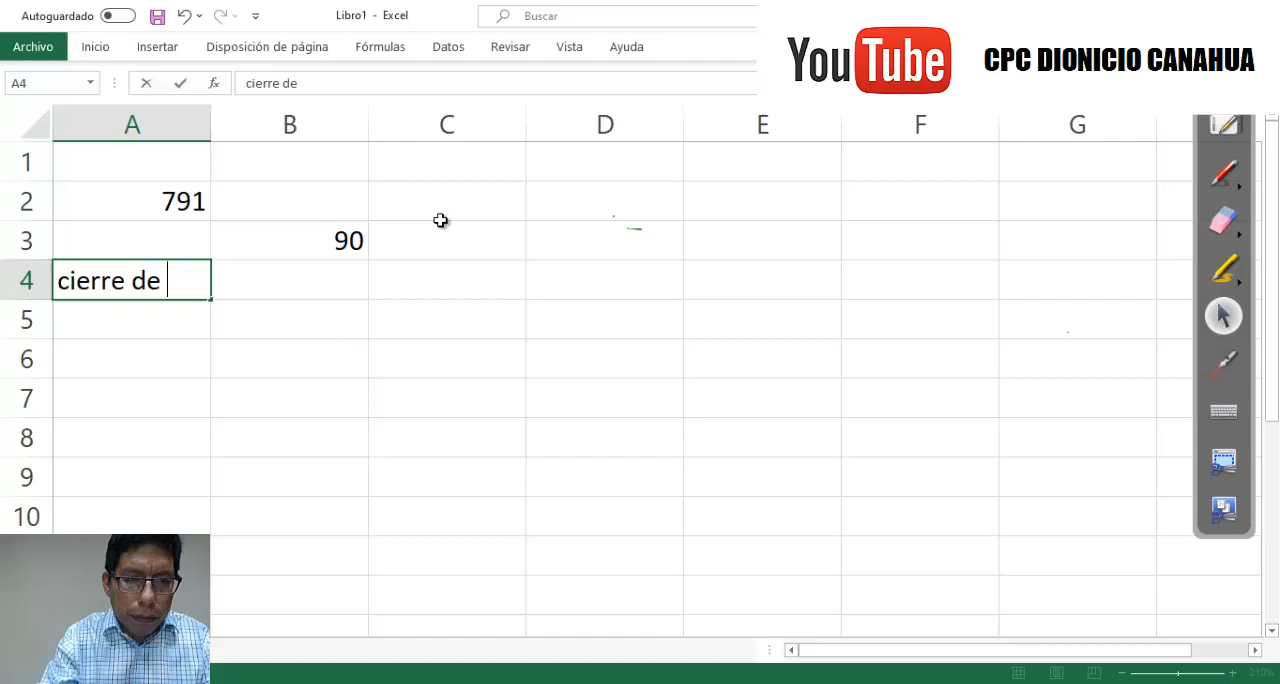 Autoguardado
Libro1 - Excel
Buscar
YouTube
CPC DIONICIO CANAHUA
Archivo Inicio Insertar Disposición de página Fórmulas Datos Revisar Vista Ayuda
A4 fx cierre de
A B C D E F G
1
2 791
3 90
4 cierre de
5
6
7
8
9
10
210%